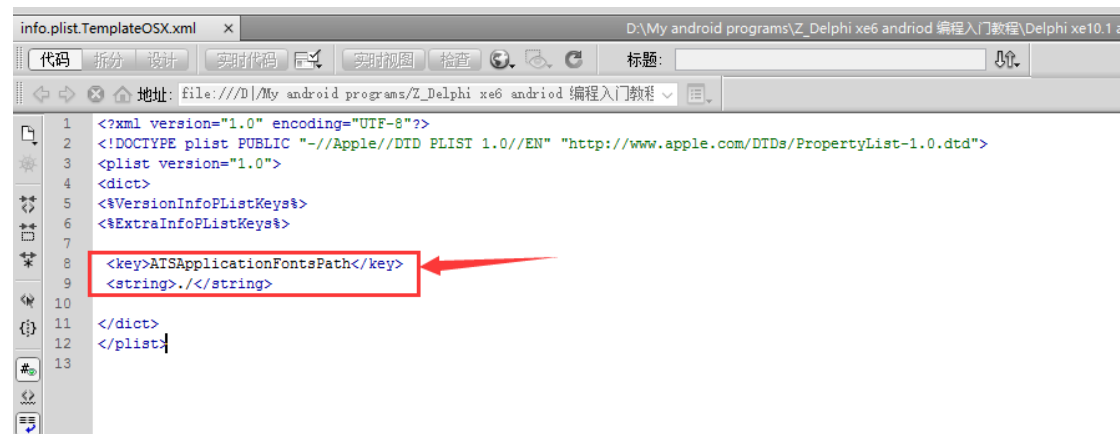 info.plist.TemplateOSX.xml ×
D:\My android programs\Z_Delphi xe6 andriod 编程入门教程\Delphi xe10.1 a
代码 拆分 设计 实时代码 实时视图 检查 标题:
地址: file:///D|/My android programs/Z_Delphi xe6 andriod 编程入门教程
1 <?xml version="1.0" encoding="UTF-8"?>
2 <!DOCTYPE plist PUBLIC "-//Apple//DTD PLIST 1.0//EN" "http://www.apple.com/DTDs/PropertyList-1.0.dtd">
3 <plist version="1.0">
4 <dict>
5 <%VersionInfoPListKeys%>
6 <%ExtraInfoPListKeys%>
7
8 <key>ATSApplicationFontsPath</key>
9 <string>./</string>
10
11 </dict>
12 </plist>
13